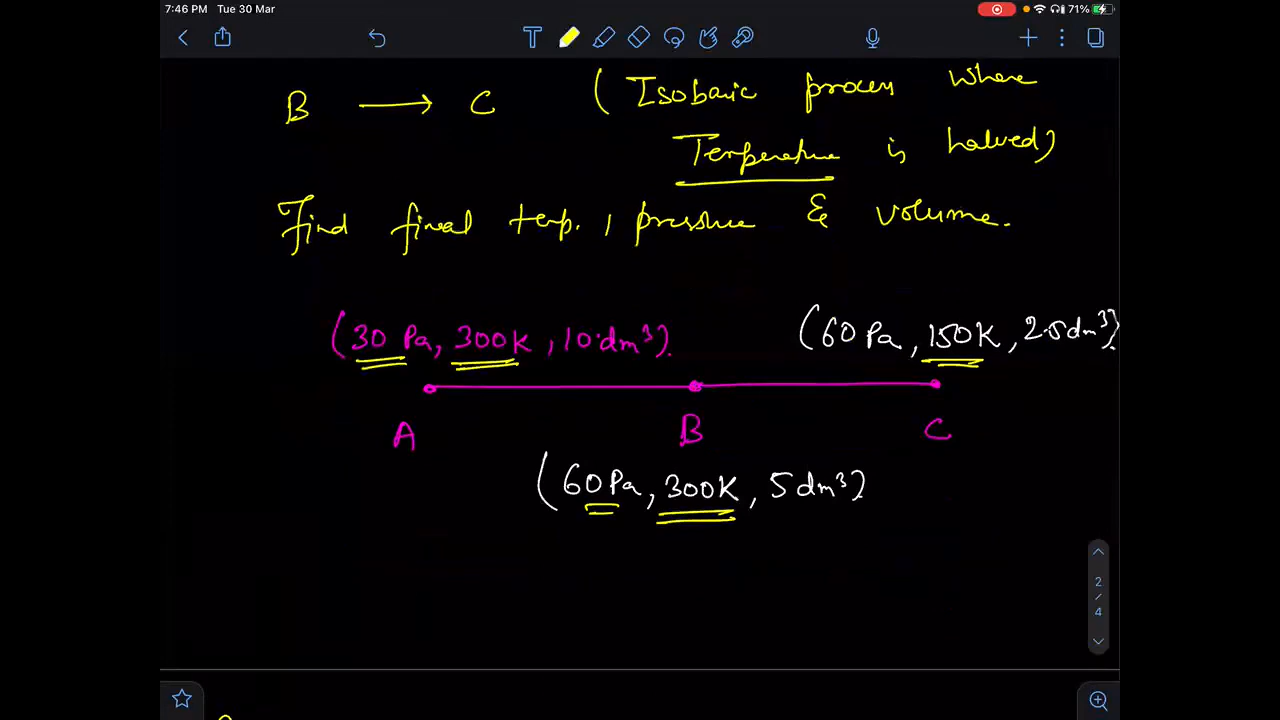 7:46 PM Tue 30 Mar
71%
B → C (Isobaric process where
Temperature is halved)
Find final temp., pressure & volume.
(30 Pa, 300K, 10 dm³).
(60 Pa, 150K, 2.5 dm³).
A B C
(60 Pa, 300K, 5 dm³)
2
/
4